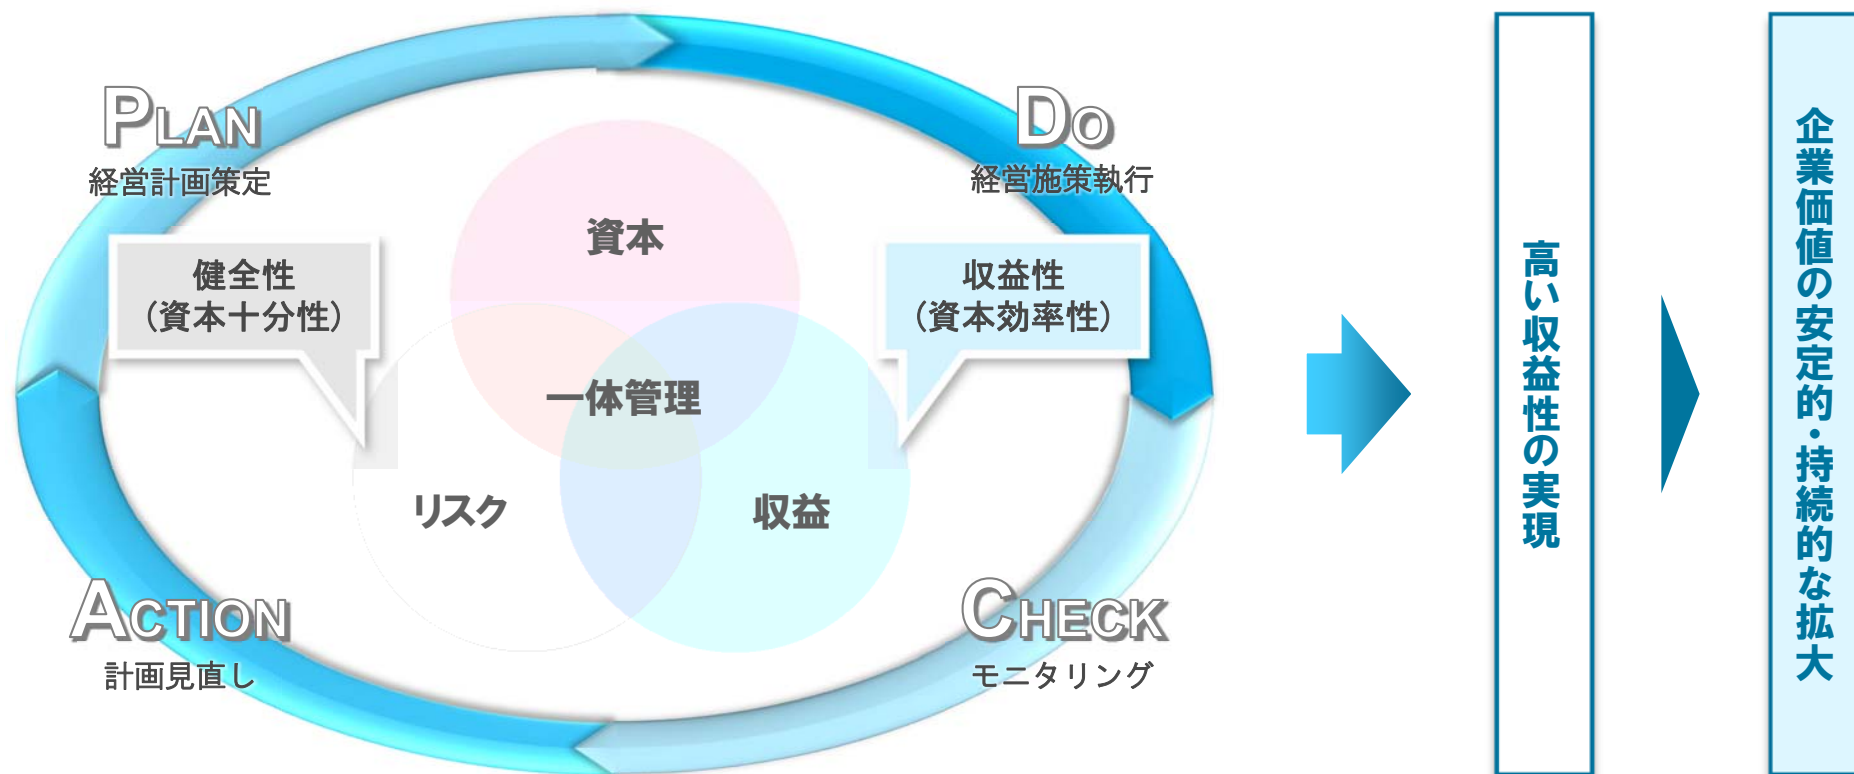 PLAN
経営計画策定
DO
経営施策執行
健全性
（資本十分性）
資本
収益性
（資本効率性）
一体管理
リスク
収益
ACTION
計画見直し
CHECK
モニタリング
高い収益性の実現
企業価値の安定的・持続的な拡大